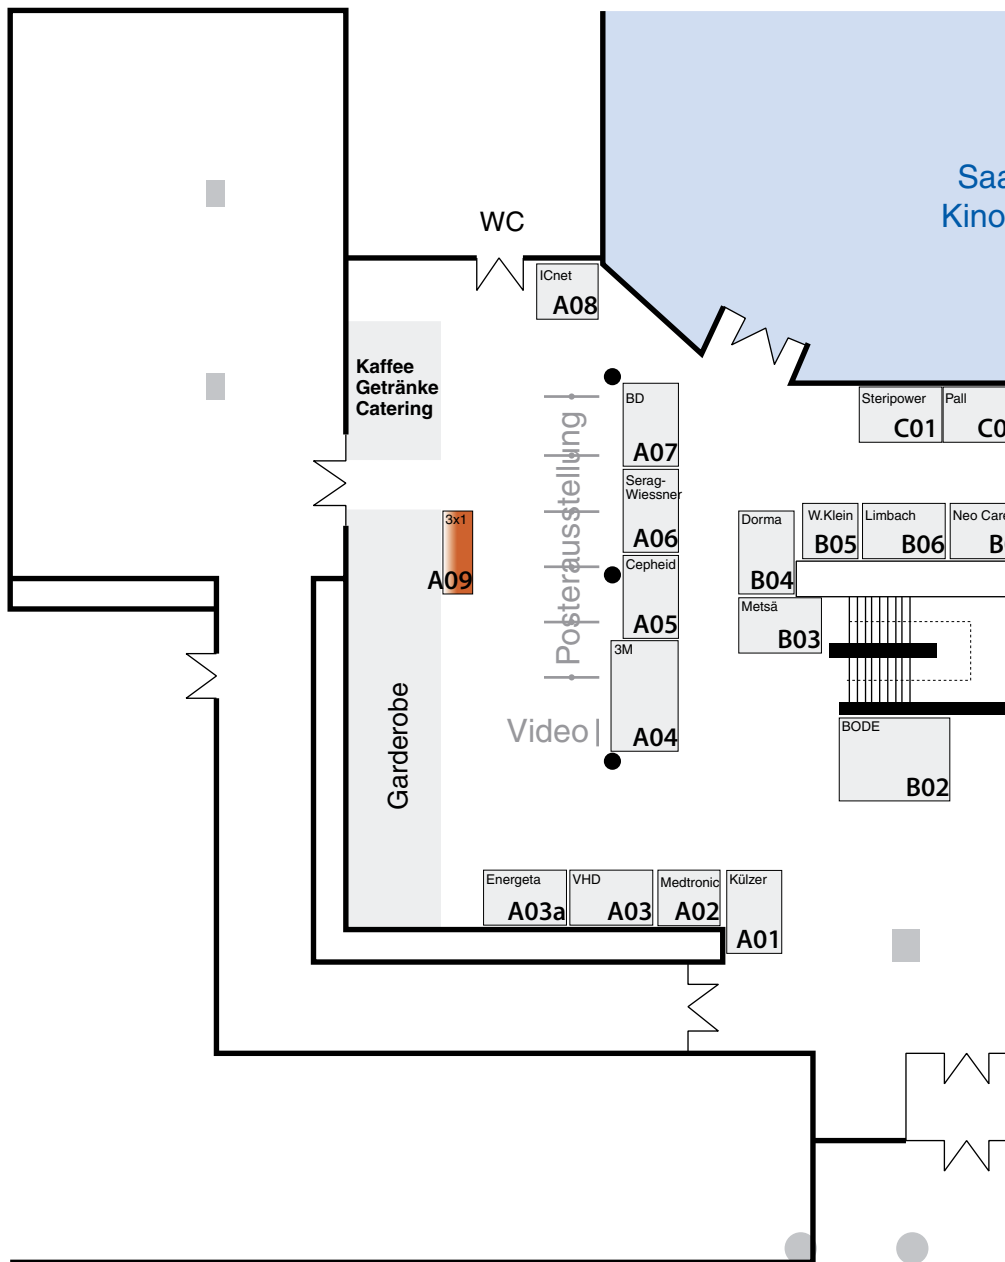 Saa
Kino
WC
ICnet
A08
Kaffee
Getränke
Catering
Posterausstellung
BD
A07
Steripower
C01
Pall
C0
Serag-
Wiessner
A06
3x1
A09
Dorma
B04
W.Klein
B05
Limbach
B06
Neo Care
B
Cepheid
A05
Metsä
B03
3M
A04
Video
Garderobe
BODE
B02
Energeta
A03a
VHD
A03
Medtronic
A02
Külzer
A01